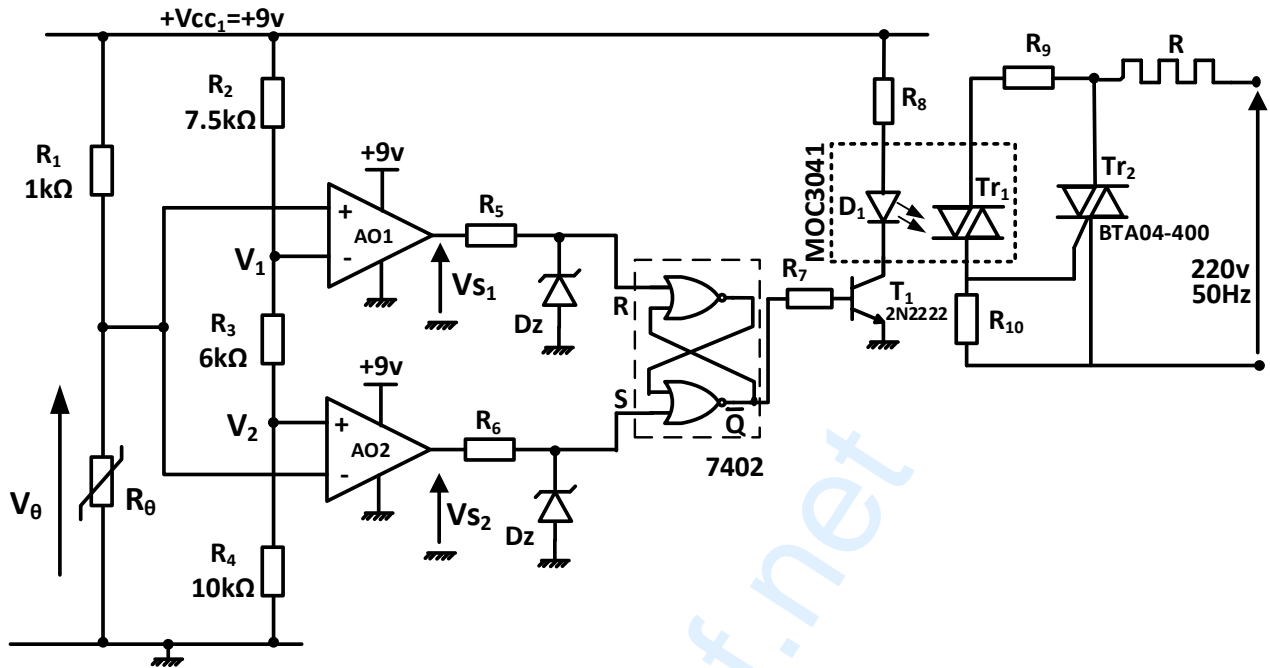 +Vcc₁=+9v
R₂
7.5kΩ
R₁
1kΩ
+9v
+
AO1
-
V₁
R₅
Vs₁
Dz
R₃
6kΩ
+9v
V₂
+
AO2
-
R₆
Vs₂
Dz
Vθ
Rθ
R₄
10kΩ
R
S
Q̅
7402
R₇
T₁
2N2222
R₈
D₁
MOC3041
Tr₁
R₉
R
Tr₂
BTA04-400
R₁₀
220v
50Hz
f.net